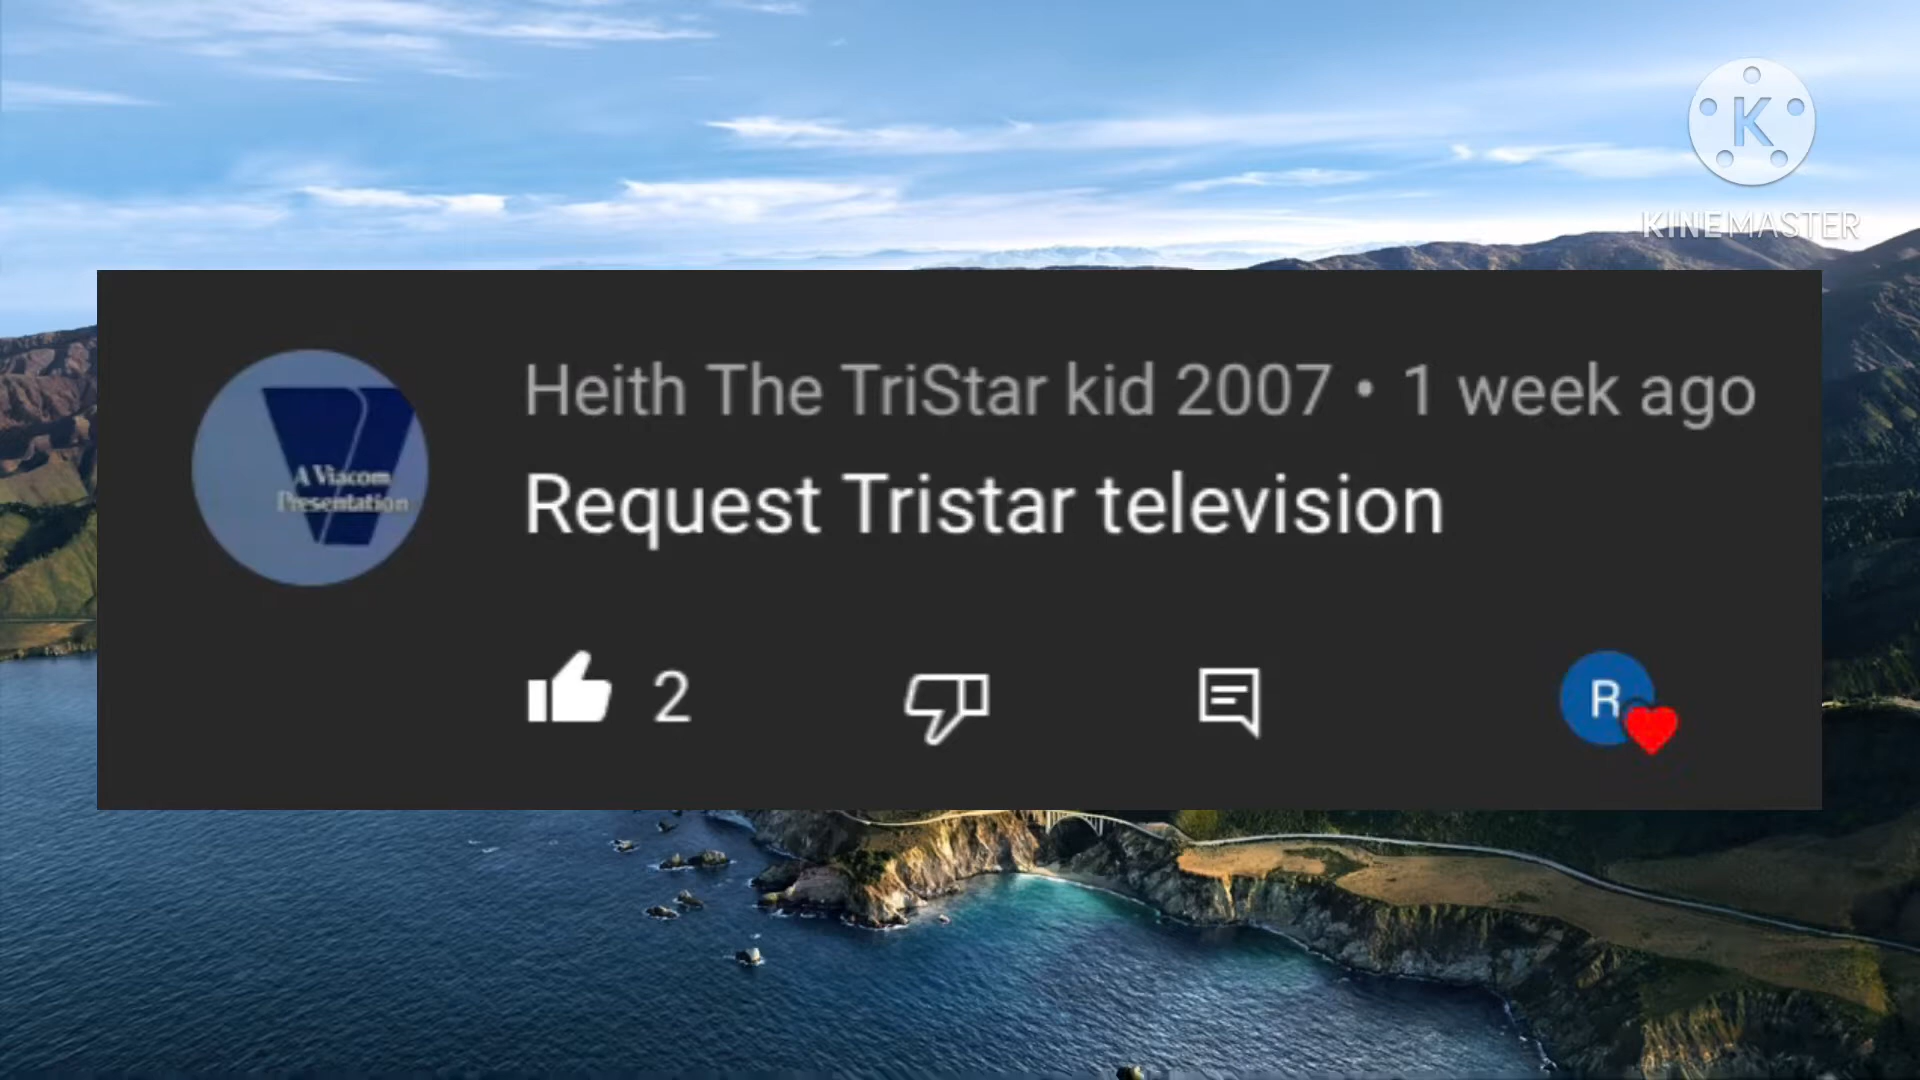 K
KINEMASTER
Heith The TriStar kid 2007 • 1 week ago
A Viacom
Presentation
Request Tristar television
2
R